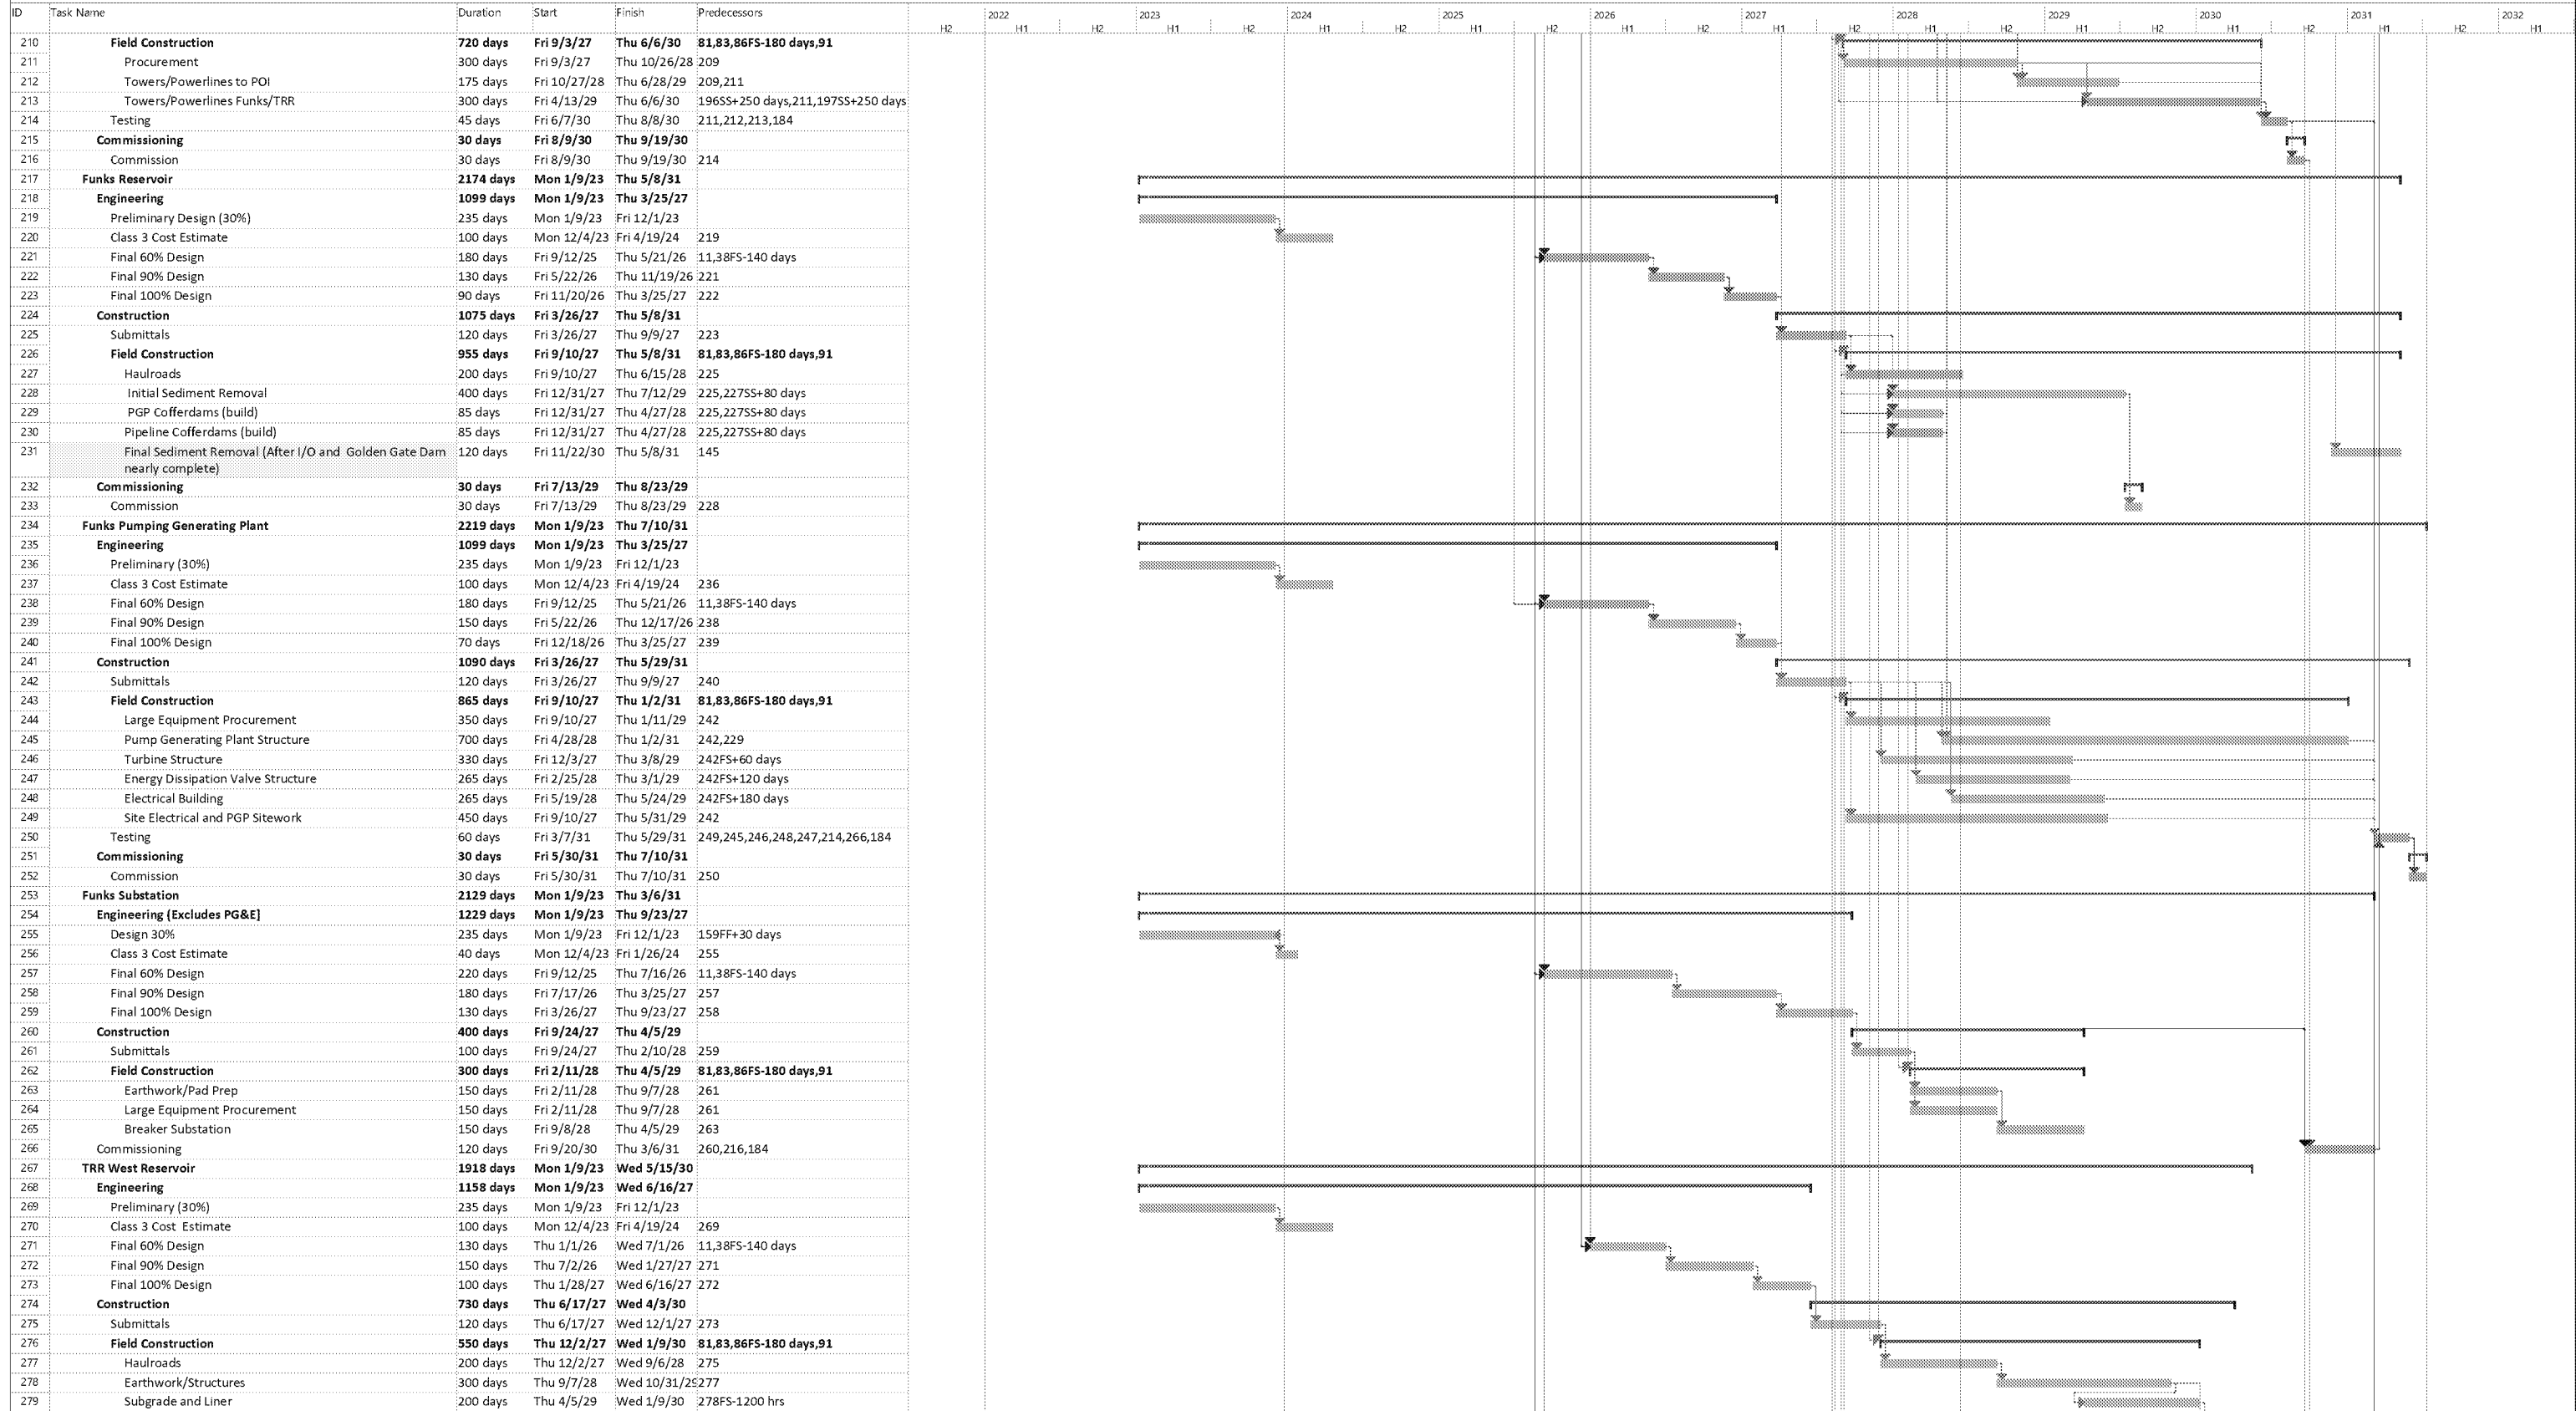 ID Task Name Duration Start Finish Predecessors 2022 2023 2024 2025 2026 2027 2028 2029 2030 2031 2032
H2 H1 H2 H1 H2 H1 H2 H1 H2 H1 H2 H1 H2 H1 H2 H1 H2 H1 H2 H1 H2 H1
210 Field Construction 720 days Fri 9/3/27 Thu 6/6/30 81,83,86FS-180 days,91
211 Procurement 300 days Fri 9/3/27 Thu 10/26/28 209
212 Towers/Powerlines to POI 175 days Fri 10/27/28 Thu 6/28/29 209,211
213 Towers/Powerlines Funks/TRR 300 days Fri 4/13/29 Thu 6/6/30 196SS+250 days,211,197SS+250 days
214 Testing 45 days Fri 6/7/30 Thu 8/8/30 211,212,213,184
215 Commissioning 30 days Fri 8/9/30 Thu 9/19/30
216 Commission 30 days Fri 8/9/30 Thu 9/19/30 214
217 Funks Reservoir 2174 days Mon 1/9/23 Thu 5/8/31
218 Engineering 1099 days Mon 1/9/23 Thu 3/25/27
219 Preliminary Design (30%) 235 days Mon 1/9/23 Fri 12/1/23
220 Class 3 Cost Estimate 100 days Mon 12/4/23 Fri 4/19/24 219
221 Final 60% Design 180 days Fri 9/12/25 Thu 5/21/26 11,38FS-140 days
222 Final 90% Design 130 days Fri 5/22/26 Thu 11/19/26 221
223 Final 100% Design 90 days Fri 11/20/26 Thu 3/25/27 222
224 Construction 1075 days Fri 3/26/27 Thu 5/8/31
225 Submittals 120 days Fri 3/26/27 Thu 9/9/27 223
226 Field Construction 955 days Fri 9/10/27 Thu 5/8/31 81,83,86FS-180 days,91
227 Haulroads 200 days Fri 9/10/27 Thu 6/15/28 225
228 Initial Sediment Removal 400 days Fri 12/31/27 Thu 7/12/29 225,227SS+80 days
229 PGP Cofferdams (build) 85 days Fri 12/31/27 Thu 4/27/28 225,227SS+80 days
230 Pipeline Cofferdams (build) 85 days Fri 12/31/27 Thu 4/27/28 225,227SS+80 days
231 Final Sediment Removal (After I/O and Golden Gate Dam 120 days Fri 11/22/30 Thu 5/8/31 145
nearly complete)
232 Commissioning 30 days Fri 7/13/29 Thu 8/23/29
233 Commission 30 days Fri 7/13/29 Thu 8/23/29 228
234 Funks Pumping Generating Plant 2219 days Mon 1/9/23 Thu 7/10/31
235 Engineering 1099 days Mon 1/9/23 Thu 3/25/27
236 Preliminary (30%) 235 days Mon 1/9/23 Fri 12/1/23
237 Class 3 Cost Estimate 100 days Mon 12/4/23 Fri 4/19/24 236
238 Final 60% Design 180 days Fri 9/12/25 Thu 5/21/26 11,38FS-140 days
239 Final 90% Design 150 days Fri 5/22/26 Thu 12/17/26 238
240 Final 100% Design 70 days Fri 12/18/26 Thu 3/25/27 239
241 Construction 1090 days Fri 3/26/27 Thu 5/29/31
242 Submittals 120 days Fri 3/26/27 Thu 9/9/27 240
243 Field Construction 865 days Fri 9/10/27 Thu 1/2/31 81,83,86FS-180 days,91
244 Large Equipment Procurement 350 days Fri 9/10/27 Thu 1/11/29 242
245 Pump Generating Plant Structure 700 days Fri 4/28/28 Thu 1/2/31 242,229
246 Turbine Structure 330 days Fri 12/3/27 Thu 3/8/29 242FS+60 days
247 Energy Dissipation Valve Structure 265 days Fri 2/25/28 Thu 3/1/29 242FS+120 days
248 Electrical Building 265 days Fri 5/19/28 Thu 5/24/29 242FS+180 days
249 Site Electrical and PGP Sitework 450 days Fri 9/10/27 Thu 5/31/29 242
250 Testing 60 days Fri 3/7/31 Thu 5/29/31 249,245,246,248,247,214,266,184
251 Commissioning 30 days Fri 5/30/31 Thu 7/10/31
252 Commission 30 days Fri 5/30/31 Thu 7/10/31 250
253 Funks Substation 2129 days Mon 1/9/23 Thu 3/6/31
254 Engineering (Excludes PG&E] 1229 days Mon 1/9/23 Thu 9/23/27
255 Design 30% 235 days Mon 1/9/23 Fri 12/1/23 159FF+30 days
256 Class 3 Cost Estimate 40 days Mon 12/4/23 Fri 1/26/24 255
257 Final 60% Design 220 days Fri 9/12/25 Thu 7/16/26 11,38FS-140 days
258 Final 90% Design 180 days Fri 7/17/26 Thu 3/25/27 257
259 Final 100% Design 130 days Fri 3/26/27 Thu 9/23/27 258
260 Construction 400 days Fri 9/24/27 Thu 4/5/29
261 Submittals 100 days Fri 9/24/27 Thu 2/10/28 259
262 Field Construction 300 days Fri 2/11/28 Thu 4/5/29 81,83,86FS-180 days,91
263 Earthwork/Pad Prep 150 days Fri 2/11/28 Thu 9/7/28 261
264 Large Equipment Procurement 150 days Fri 2/11/28 Thu 9/7/28 261
265 Breaker Substation 150 days Fri 9/8/28 Thu 4/5/29 263
266 Commissioning 120 days Fri 9/20/30 Thu 3/6/31 260,216,184
267 TRR West Reservoir 1918 days Mon 1/9/23 Wed 5/15/30
268 Engineering 1158 days Mon 1/9/23 Wed 6/16/27
269 Preliminary (30%) 235 days Mon 1/9/23 Fri 12/1/23
270 Class 3 Cost Estimate 100 days Mon 12/4/23 Fri 4/19/24 269
271 Final 60% Design 130 days Thu 1/1/26 Wed 7/1/26 11,38FS-140 days
272 Final 90% Design 150 days Thu 7/2/26 Wed 1/27/27 271
273 Final 100% Design 100 days Thu 1/28/27 Wed 6/16/27 272
274 Construction 730 days Thu 6/17/27 Wed 4/3/30
275 Submittals 120 days Thu 6/17/27 Wed 12/1/27 273
276 Field Construction 550 days Thu 12/2/27 Wed 1/9/30 81,83,86FS-180 days,91
277 Haulroads 200 days Thu 12/2/27 Wed 9/6/28 275
278 Earthwork/Structures 300 days Thu 9/7/28 Wed 10/31/29 277
279 Subgrade and Liner 200 days Thu 4/5/29 Wed 1/9/30 278FS-1200 hrs